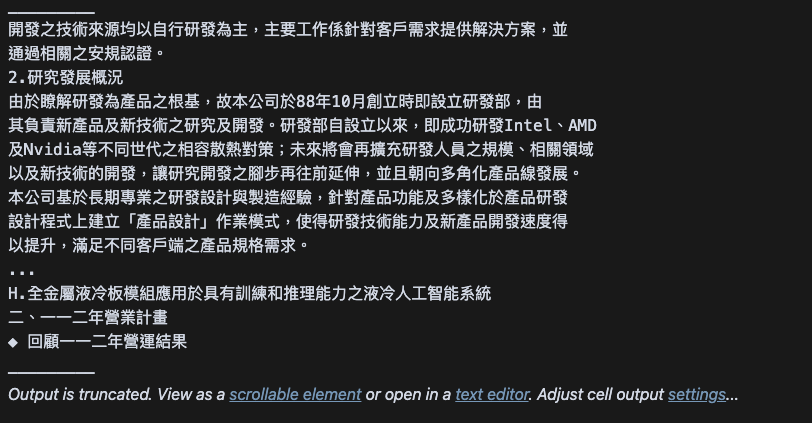 開發之技術來源均以自行研發為主，主要工作係針對客戶需求提供解決方案，並
通過相關之安規認證。
2.研究發展概況
由於瞭解研發為產品之根基，故本公司於88年10月創立時即設立研發部，由
其負責新產品及新技術之研究及開發。研發部自設立以來，即成功研發Intel、AMD
及Nvidia等不同世代之相容散熱對策；未來將會再擴充研發人員之規模、相關領域
以及新技術的開發，讓研究開發之腳步再往前延伸，並且朝向多角化產品線發展。
本公司基於長期專業之研發設計與製造經驗，針對產品功能及多樣化於產品研發
設計程式上建立「產品設計」作業模式，使得研發技術能力及新產品開發速度得
以提升，滿足不同客戶端之產品規格需求。
...
H.全金屬液冷板模組應用於具有訓練和推理能力之液冷人工智能系統
二、一一二年營業計畫
◆ 回顧一一二年營運結果
Output is truncated. View as a scrollable element or open in a text editor. Adjust cell output settings...